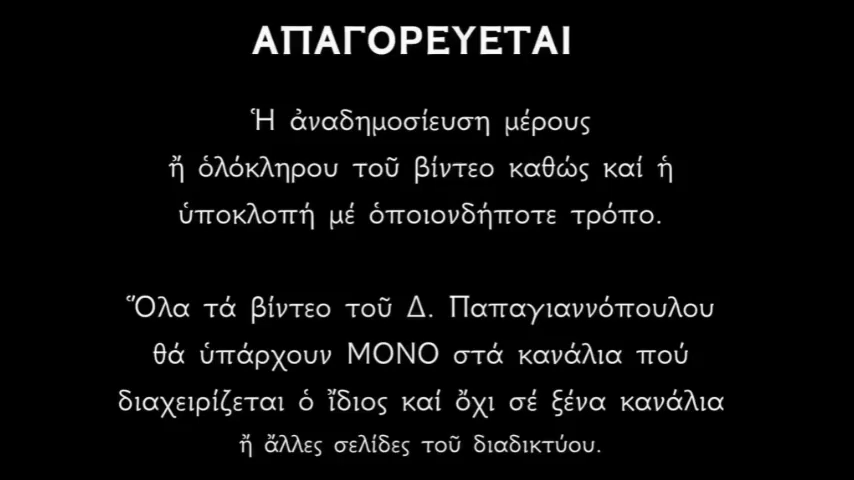 ΑΠΑΓΟΡΕΥΕΤΑΙ
Ἡ ἀναδημοσίευση μέρους
ἤ ὁλόκληρου τοῦ βίντεο καθώς καί ἡ
ὑποκλοπή μέ ὁποιονδήποτε τρόπο.
Ὅλα τά βίντεο τοῦ Δ. Παπαγιαννόπουλου
θά ὑπάρχουν ΜΟΝΟ στά κανάλια πού
διαχειρίζεται ὁ ἴδιος καί ὄχι σέ ξένα κανάλια
ἤ ἄλλες σελίδες τοῦ διαδικτύου.